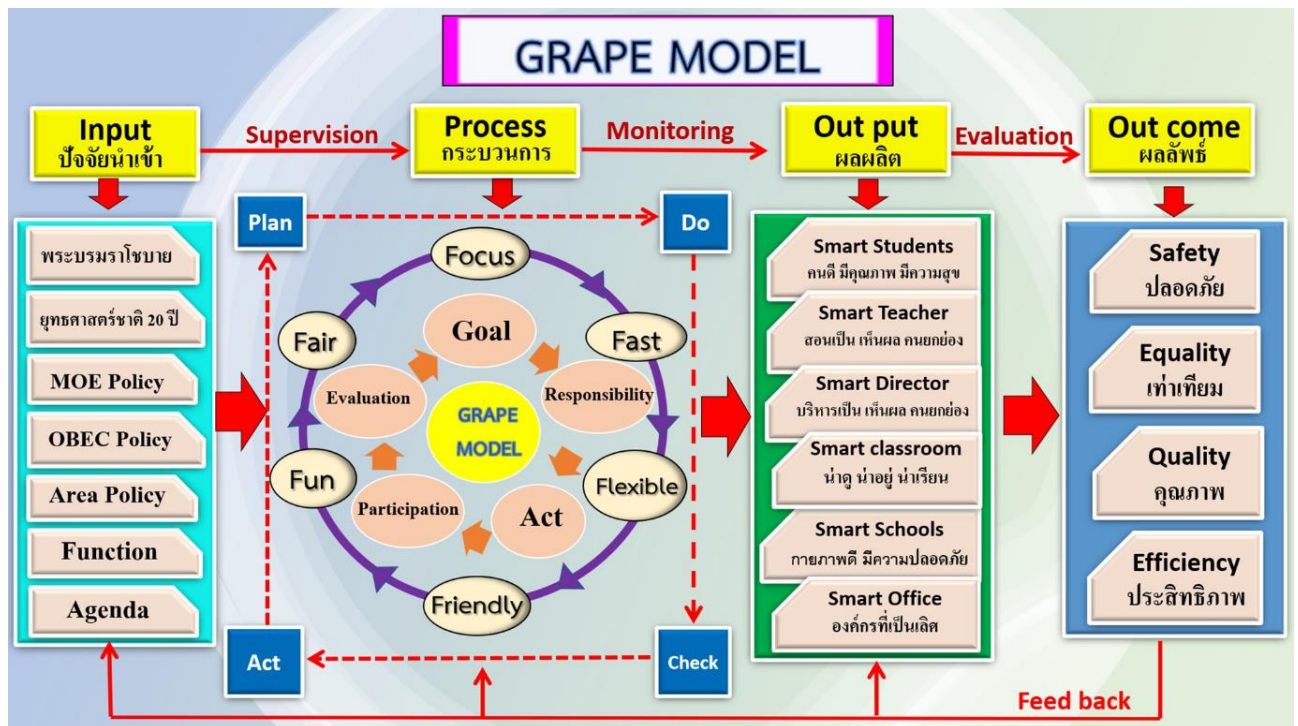 GRAPE MODEL
Input
ปัจจัยนำเข้า
Supervision
Process
กระบวนการ
Monitoring
Out put
ผลผลิต
Evaluation
Out come
ผลลัพธ์
พระบรมราโชบาย
ยุทธศาสตร์ชาติ 20 ปี
MOE Policy
OBEC Policy
Area Policy
Function
Agenda
Plan
Do
Check
Act
Focus
Fast
Flexible
Friendly
Fun
Fair
Goal
Responsibility
Act
Participation
Evaluation
GRAPE
MODEL
Smart Students
คนดี มีคุณภาพ มีความสุข
Smart Teacher
สอนเป็น เห็นผล คนยกย่อง
Smart Director
บริหารเป็น เห็นผล คนยกย่อง
Smart classroom
น่าดู น่าอยู่ น่าเรียน
Smart Schools
กายภาพดี มีความปลอดภัย
Smart Office
องค์กรที่เป็นเลิศ
Safety
ปลอดภัย
Equality
เท่าเทียม
Quality
คุณภาพ
Efficiency
ประสิทธิภาพ
Feed back